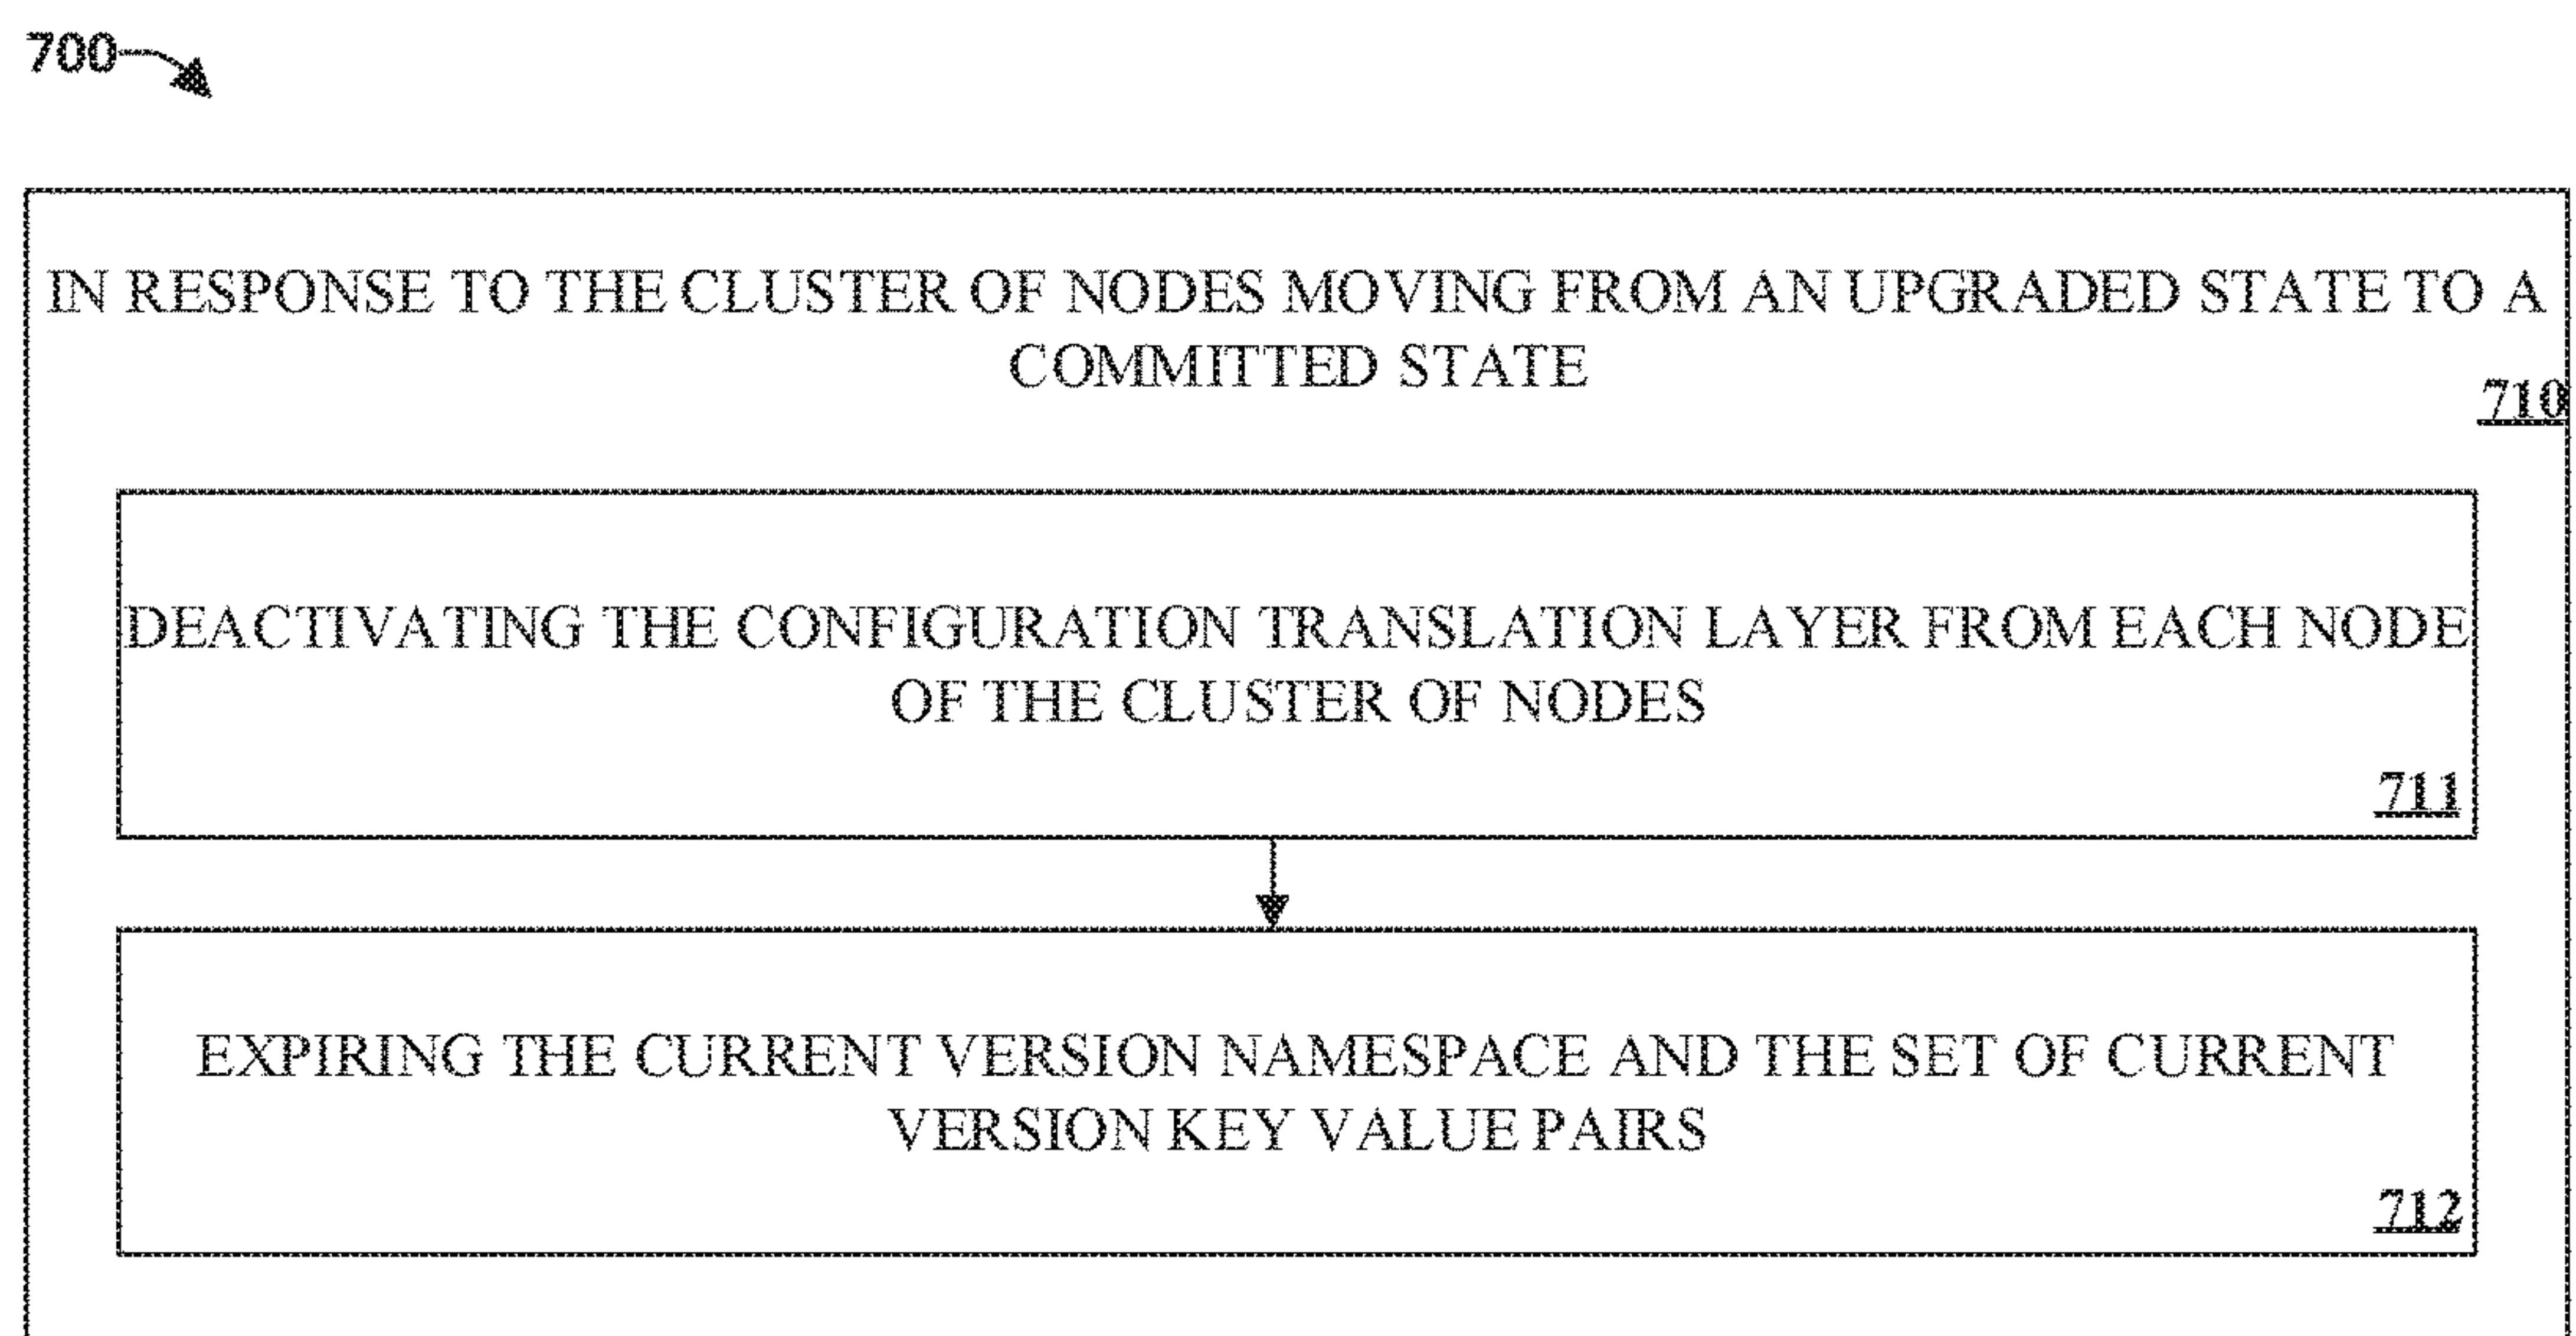 700
IN RESPONSE TO THE CLUSTER OF NODES MOVING FROM AN UPGRADED STATE TO A
COMMITTED STATE
710
DEACTIVATING THE CONFIGURATION TRANSLATION LAYER FROM EACH NODE
OF THE CLUSTER OF NODES
711
EXPIRING THE CURRENT VERSION NAMESPACE AND THE SET OF CURRENT
VERSION KEY VALUE PAIRS
712